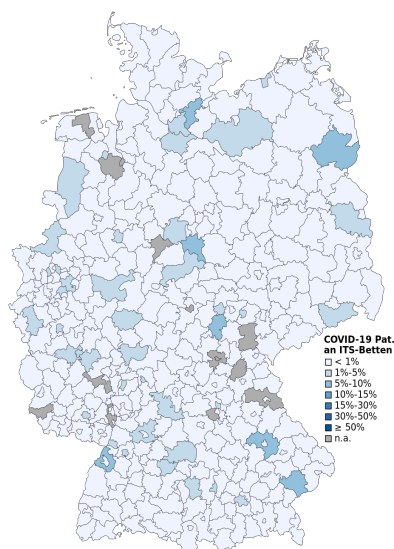 COVID-19 Pat.
an ITS-Betten
< 1%
1%-5%
5%-10%
10%-15%
15%-30%
30%-50%
≥ 50%
n.a.